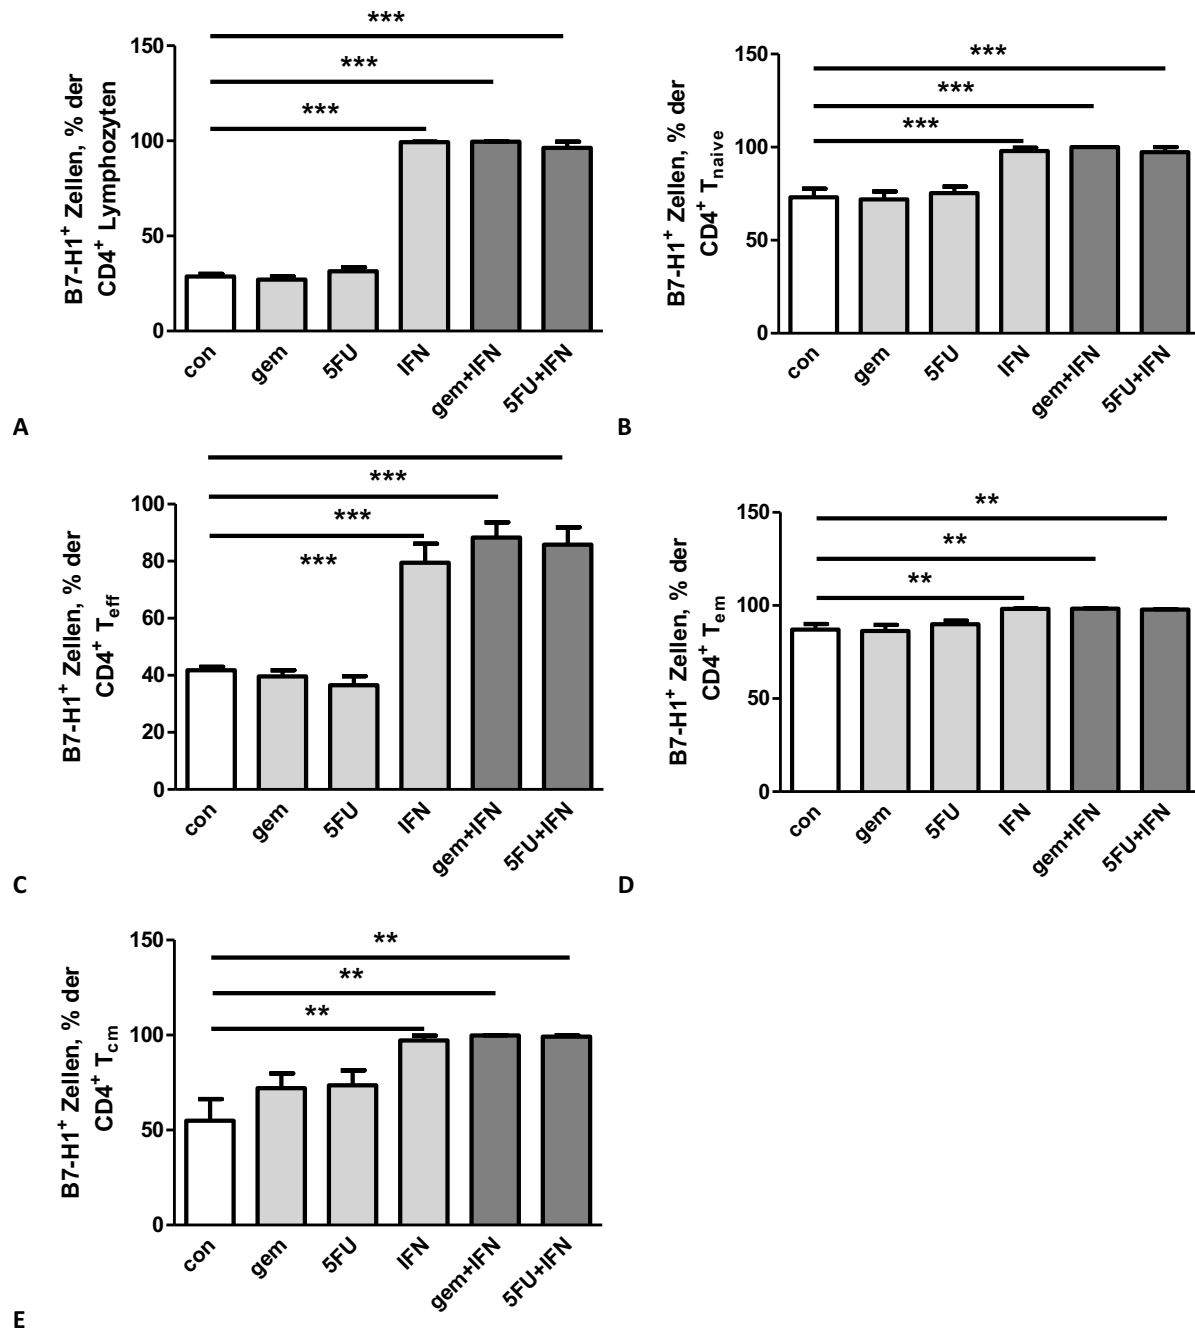 ***
***
***
150
100
50
0
B7-H1+ Zellen, % der
CD4+ Lymphozyten
con
gem
5FU
IFN
gem+IFN
5FU+IFN
A
***
***
***
150
100
50
0
B7-H1+ Zellen, % der
CD4+ Tnaive
con
gem
5FU
IFN
gem+IFN
5FU+IFN
B
***
***
***
100
80
60
40
20
0
B7-H1+ Zellen, % der
CD4+ Teff
con
gem
5FU
IFN
gem+IFN
5FU+IFN
C
**
**
**
150
100
50
0
B7-H1+ Zellen, % der
CD4+ Tem
con
gem
5FU
IFN
gem+IFN
5FU+IFN
D
**
**
**
150
100
50
0
B7-H1+ Zellen, % der
CD4+ Tcm
con
gem
5FU
IFN
gem+IFN
5FU+IFN
E